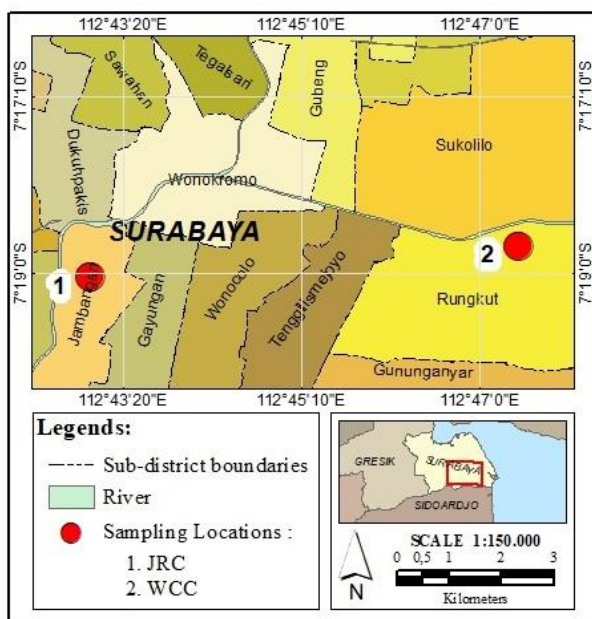 112°43'20"E 112°45'10"E 112°47'0"E
7°17'10"S
7°17'10"S
Sawahan
Tegalsari
Gubeng
Sukolilo
Dukuhpakis
Wonokromo
SURABAYA
1
2
7°19'0"S
7°19'0"S
Jambangan
Gayungan
Wonocolo
Tenggilismejoyo
Rungkut
Gununganyar
112°43'20"E 112°45'10"E 112°47'0"E
Legends:
Sub-district boundaries
River
Sampling Locations :
1. JRC
2. WCC
GRESIK
SURABAYA
SIDOARDJO
N
SCALE 1:150.000
0 0,5 1 2 3
Kilometers